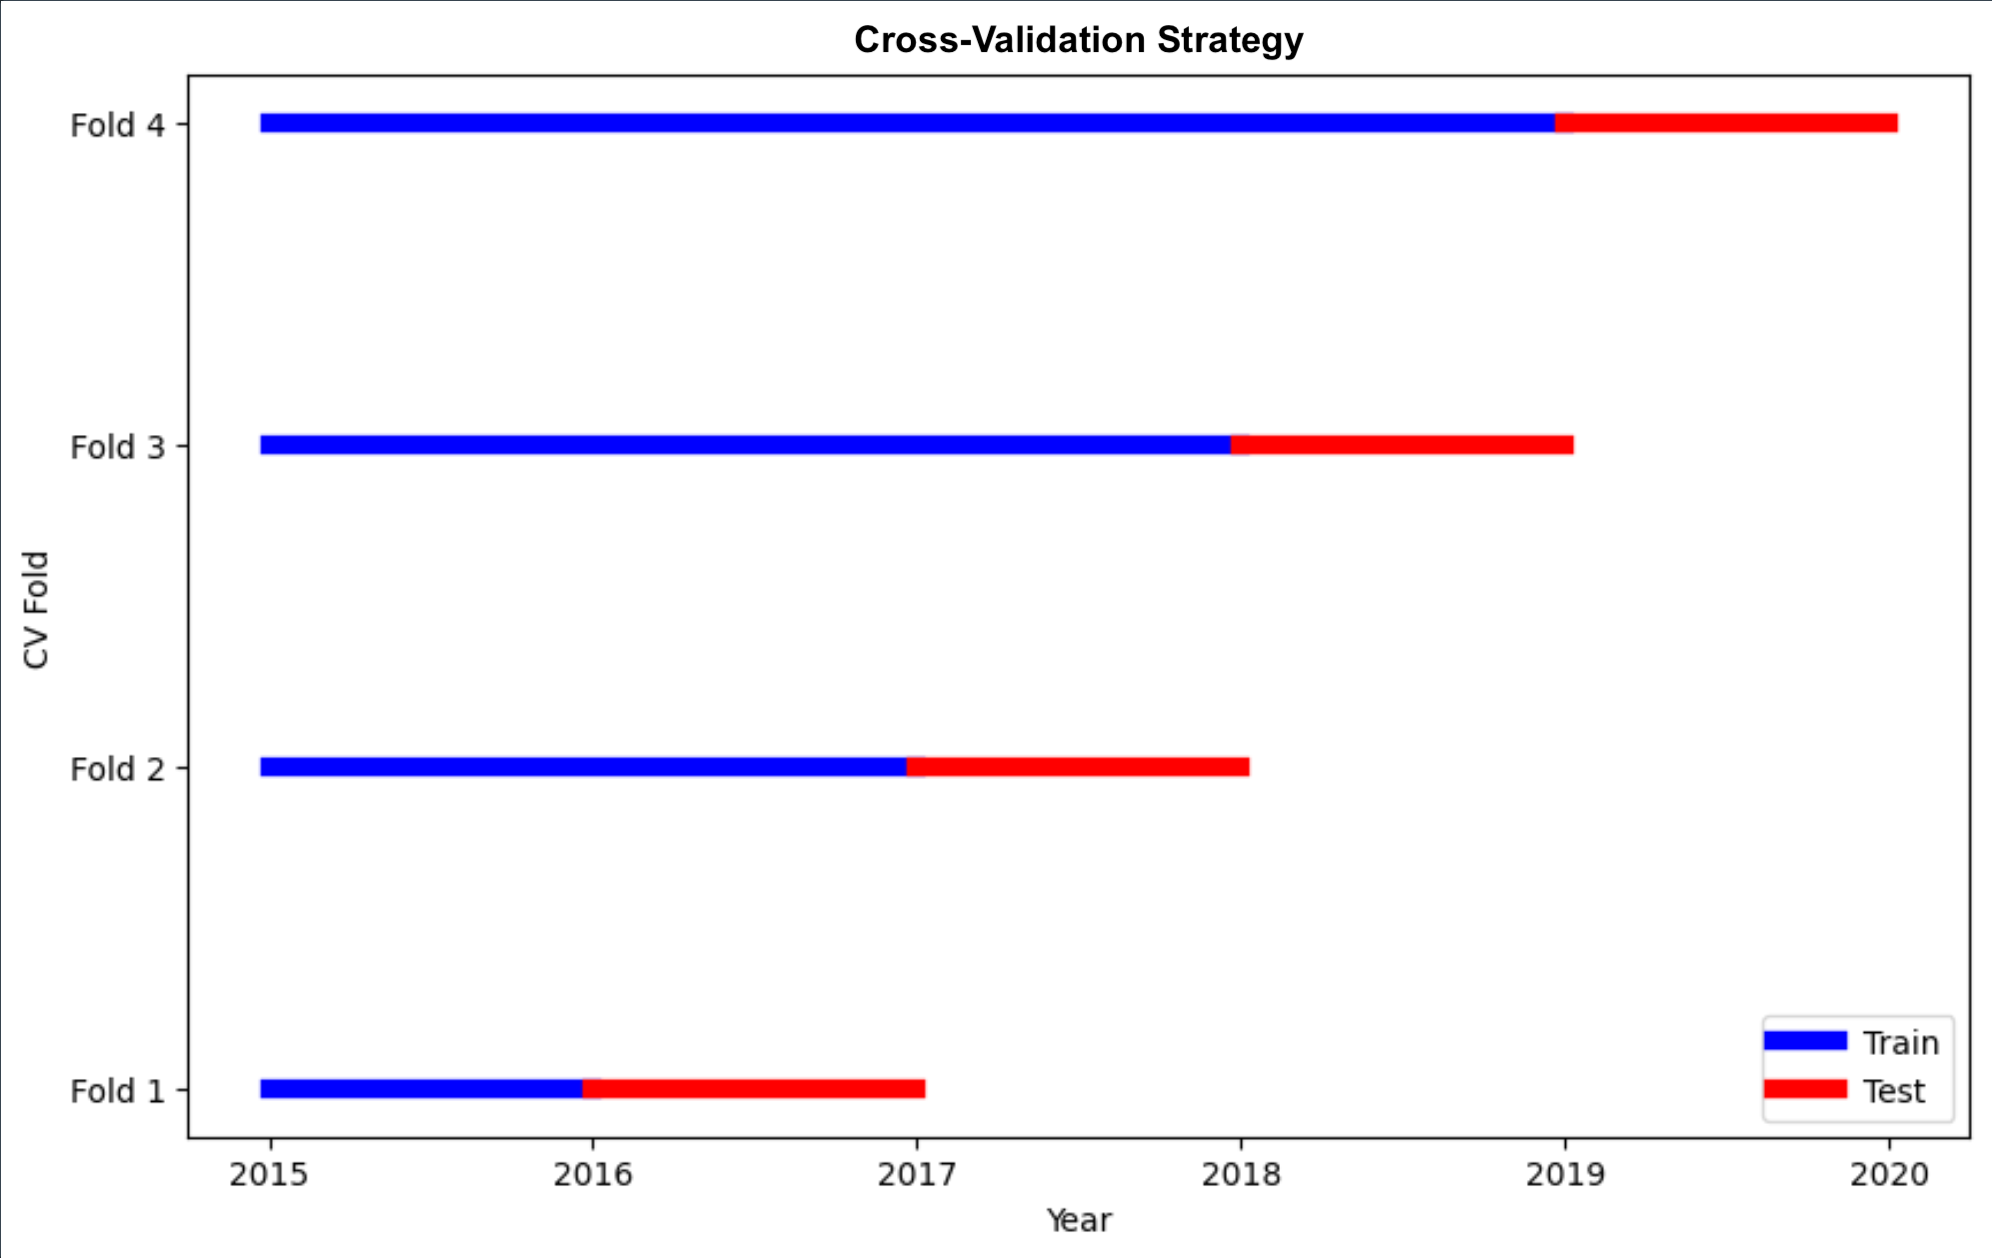 Cross-Validation Strategy
Fold 4
Fold 3
CV Fold
Fold 2
Fold 1
Train
Test
2015 2016 2017 2018 2019 2020
Year